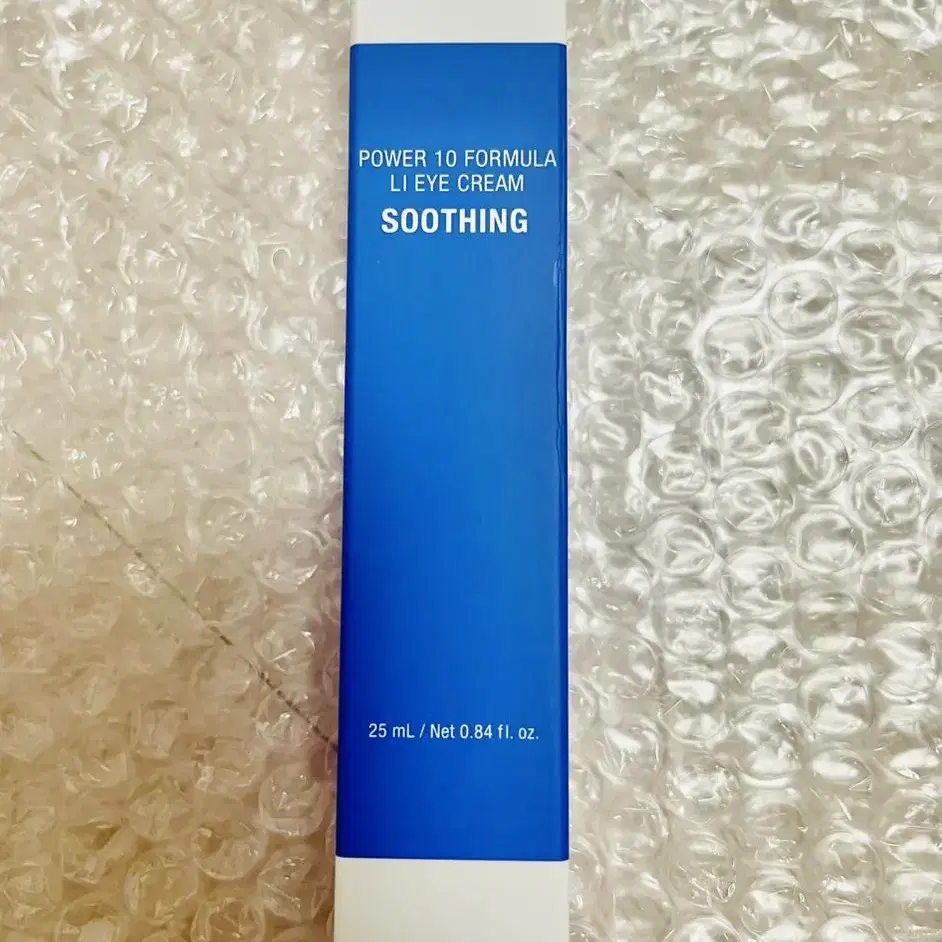 POWER 10 FORMULA
LI EYE CREAM
SOOTHING
25 mL / Net 0.84 fl. oz.